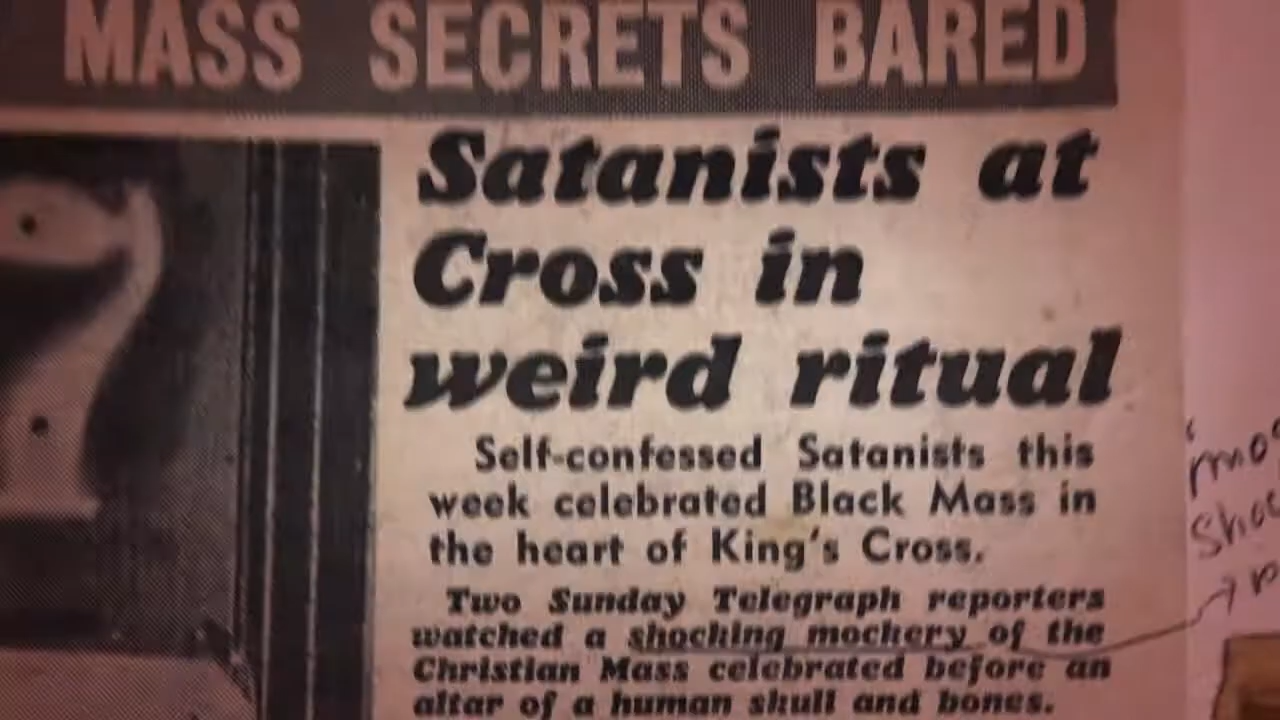 MASS SECRETS BARED
Satanists at
Cross in
weird ritual
Self-confessed Satanists this
week celebrated Black Mass in
the heart of King's Cross.
Two Sunday Telegraph reporters
watched a shocking mockery of the
Christian Mass celebrated before an
altar of a human skull and bones.